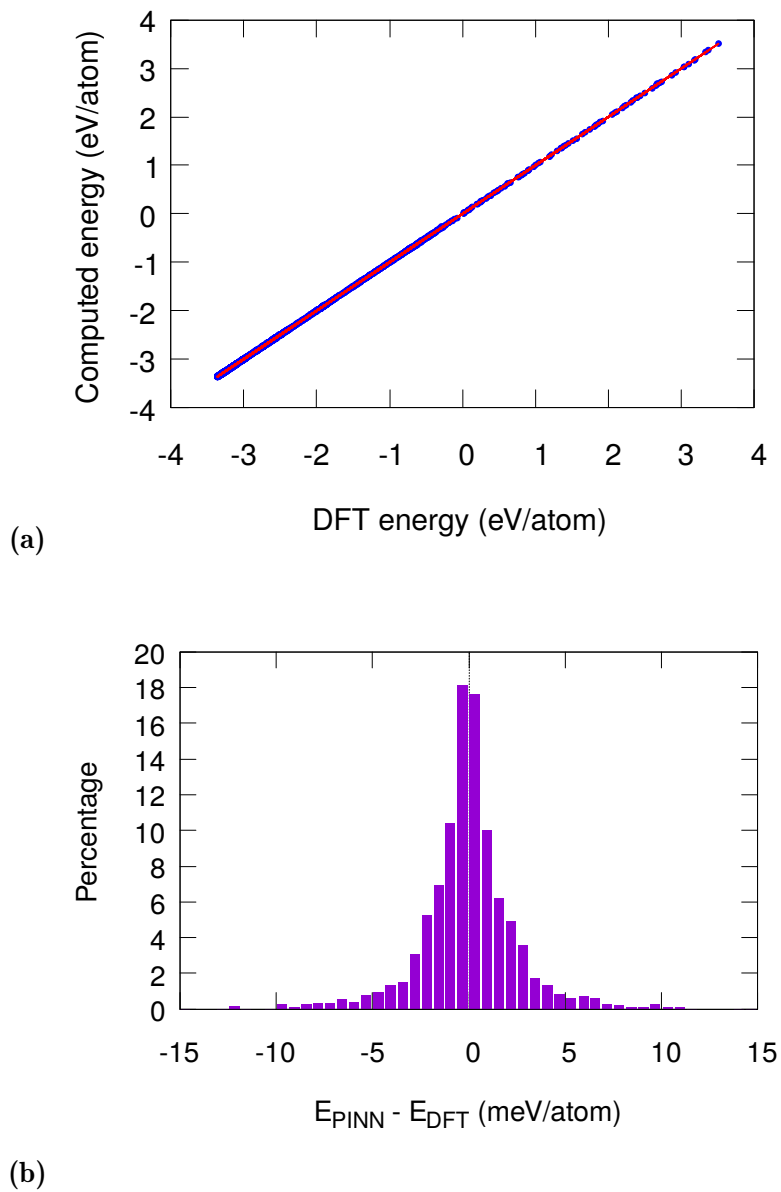 4
3
2
1
0
-1
-2
-3
-4
Computed energy (eV/atom)
-4 -3 -2 -1 0 1 2 3 4
DFT energy (eV/atom)
(a)
20
18
16
14
12
10
8
6
4
2
0
Percentage
-15 -10 -5 0 5 10 15
E_PINN - E_DFT (meV/atom)
(b)